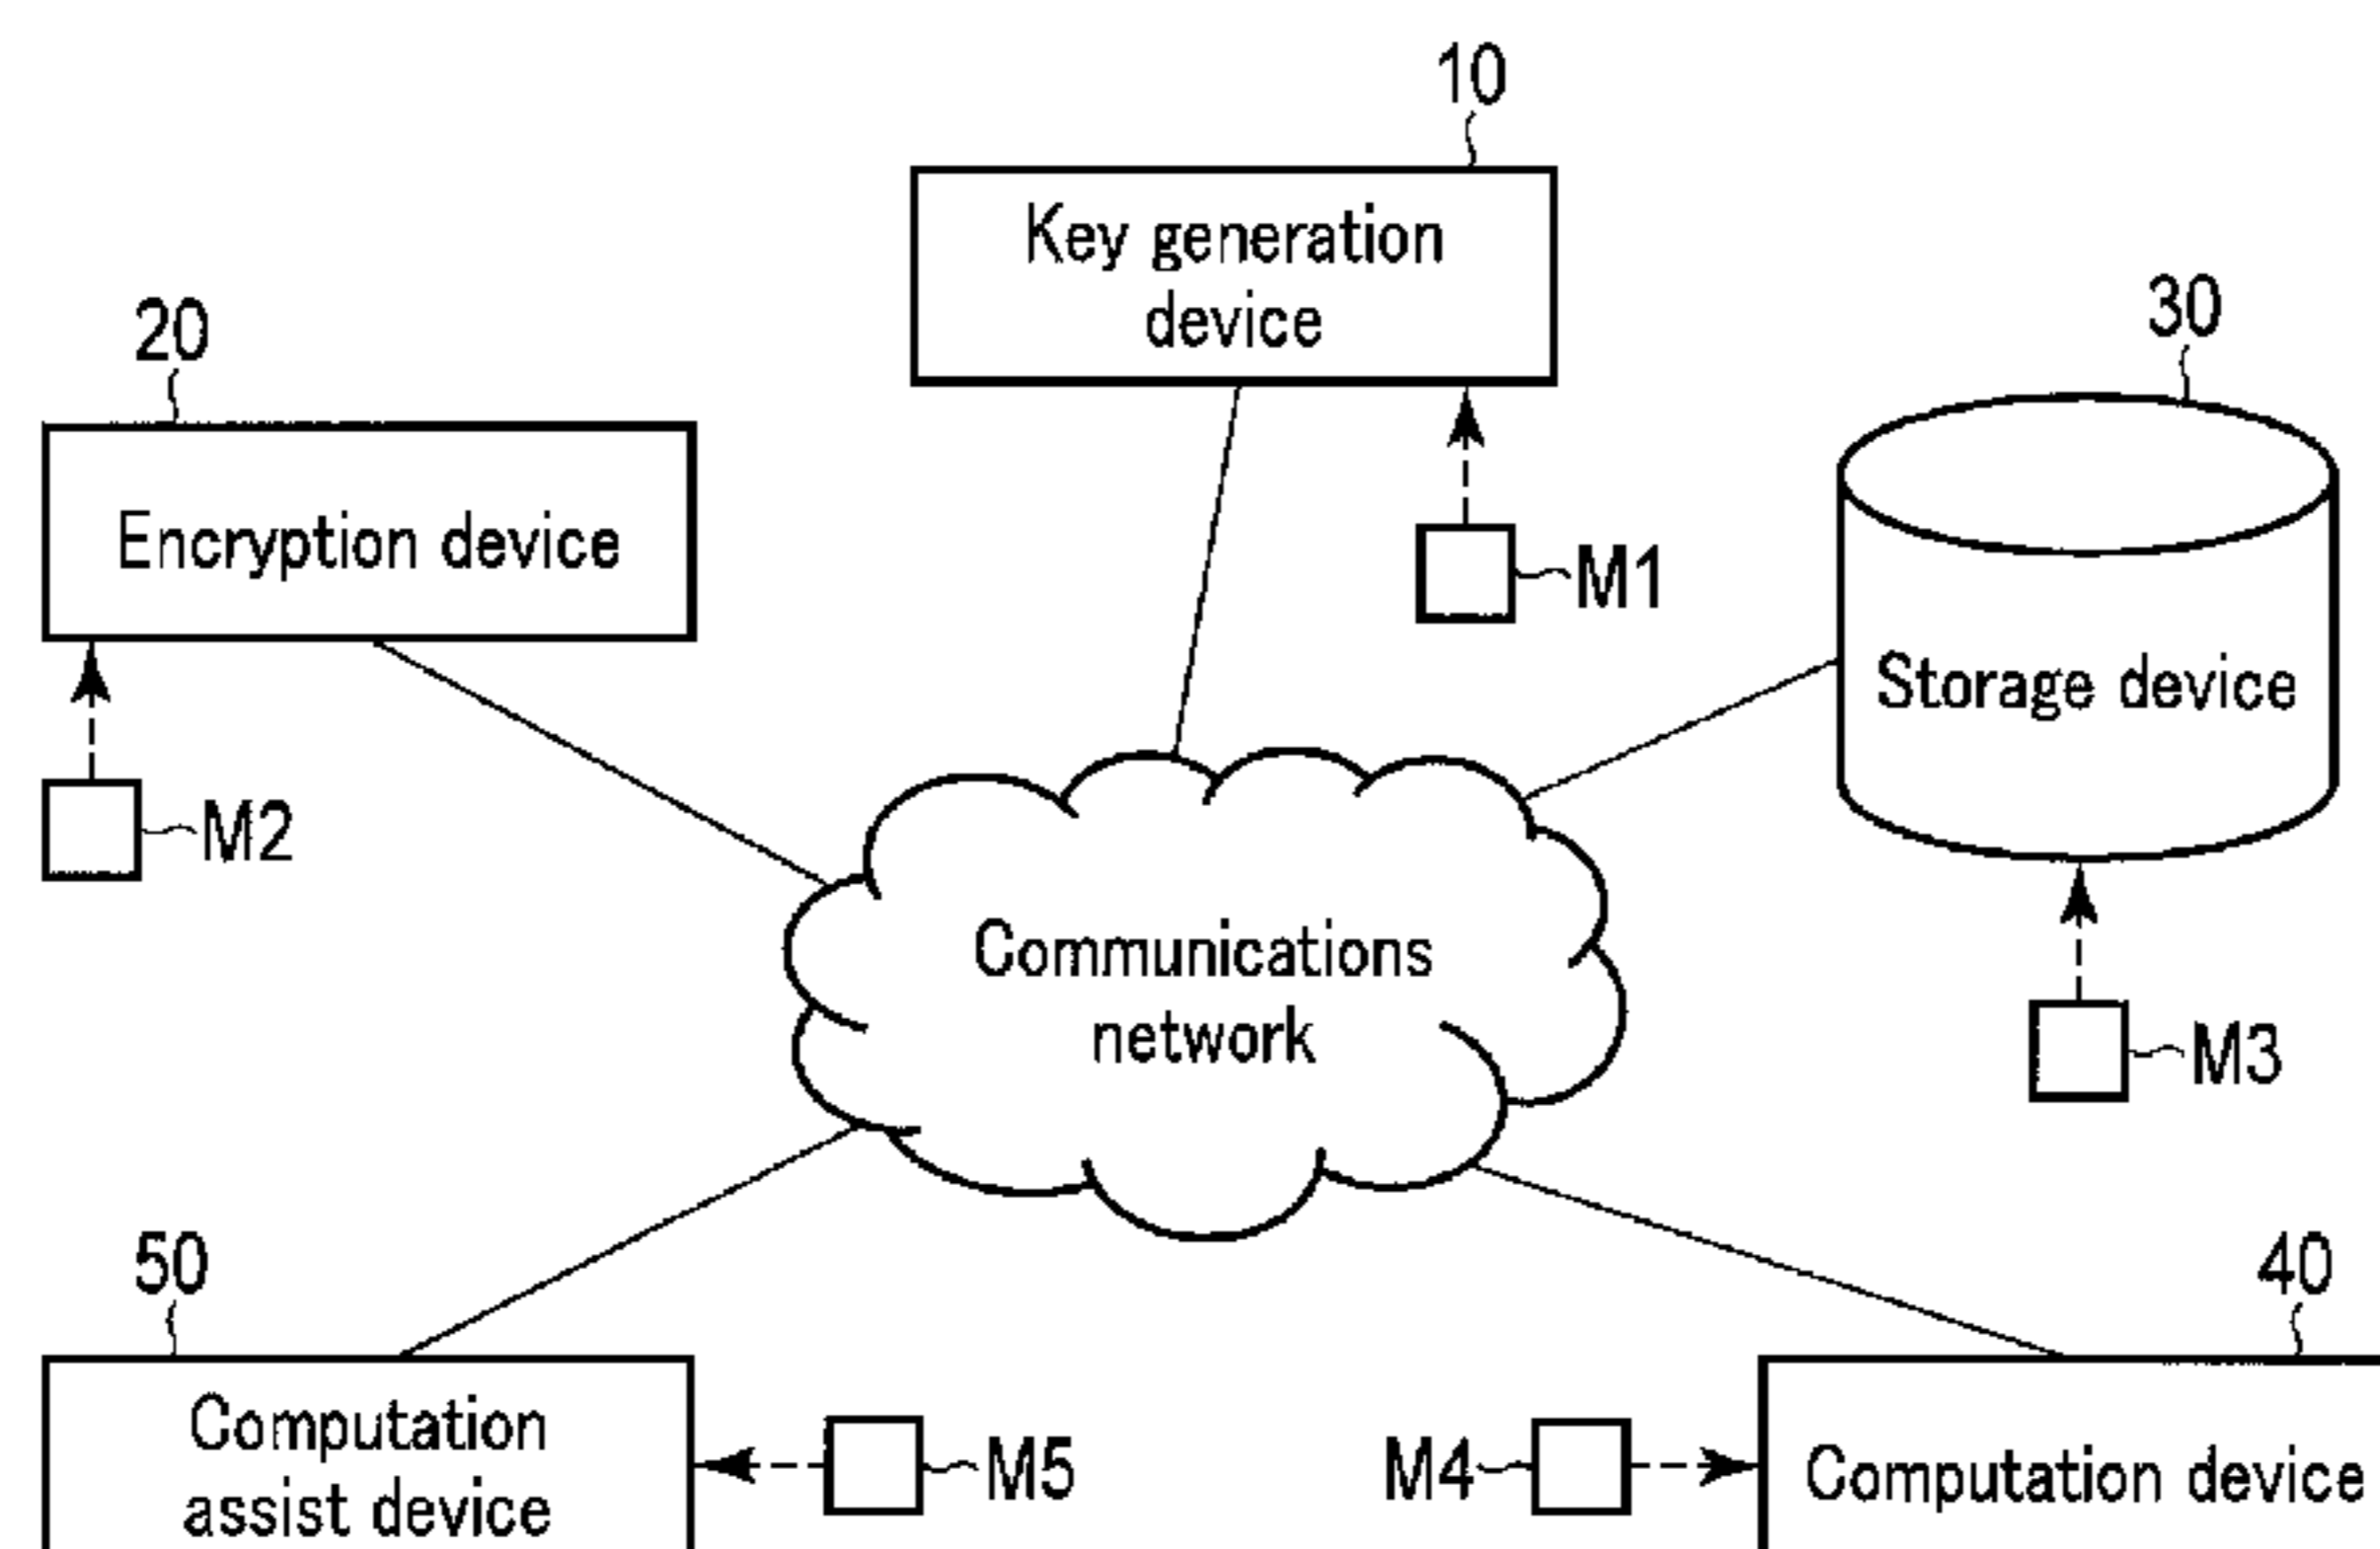 10
Key generation
device
20
30
Encryption device
M1
Storage device
M2
Communications
network
M3
50
40
Computation
assist device
M5
M4
Computation device